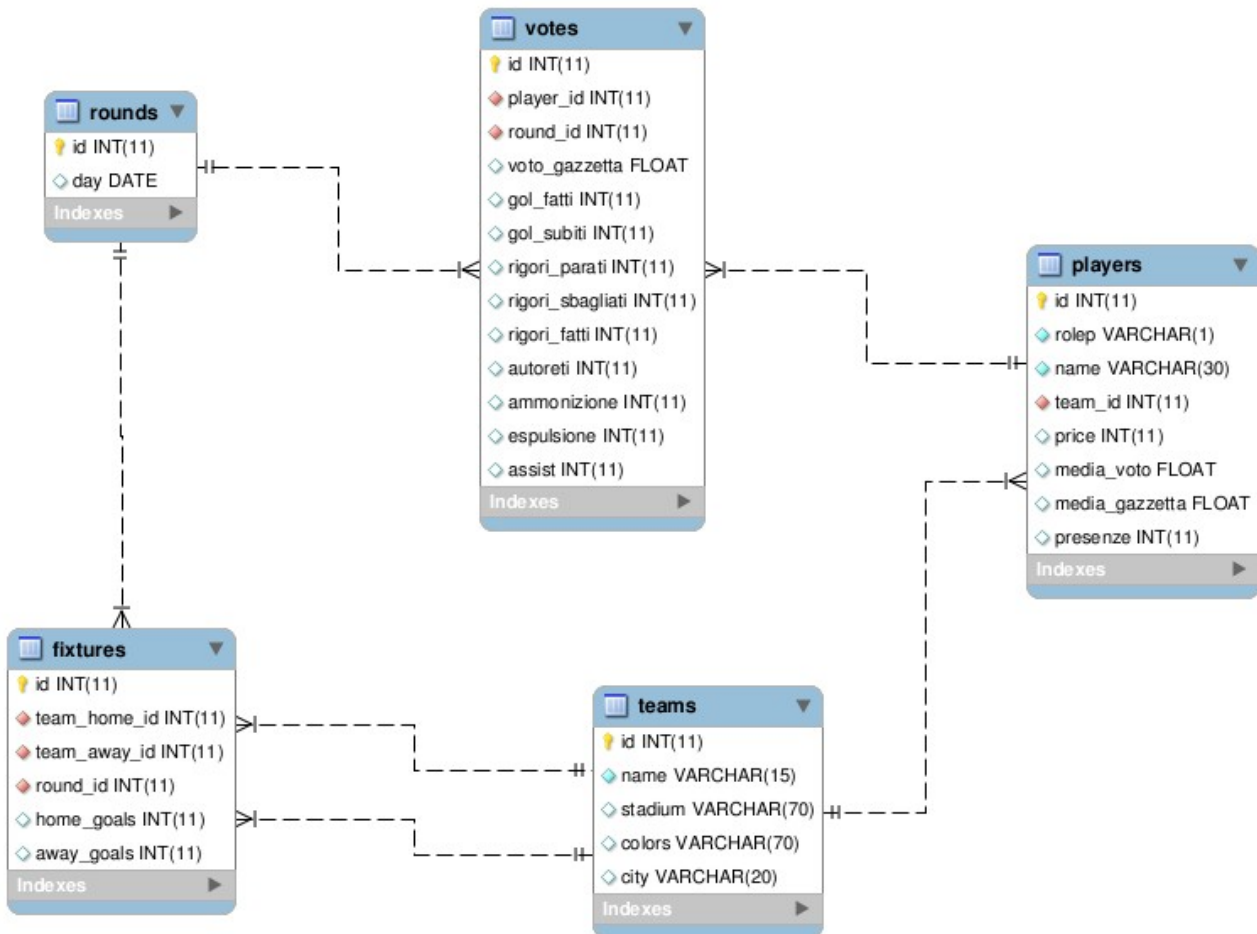 votes
id INT(11)
player_id INT(11)
round_id INT(11)
voto_gazzetta FLOAT
gol_fatti INT(11)
gol_subiti INT(11)
rigori_parati INT(11)
rigori_sbagliati INT(11)
rigori_fatti INT(11)
autoreti INT(11)
ammonizione INT(11)
espulsione INT(11)
assist INT(11)
Indexes
rounds
id INT(11)
day DATE
Indexes
players
id INT(11)
rolep VARCHAR(1)
name VARCHAR(30)
team_id INT(11)
price INT(11)
media_voto FLOAT
media_gazzetta FLOAT
presenze INT(11)
Indexes
fixtures
id INT(11)
team_home_id INT(11)
team_away_id INT(11)
round_id INT(11)
home_goals INT(11)
away_goals INT(11)
Indexes
teams
id INT(11)
name VARCHAR(15)
stadium VARCHAR(70)
colors VARCHAR(70)
city VARCHAR(20)
Indexes